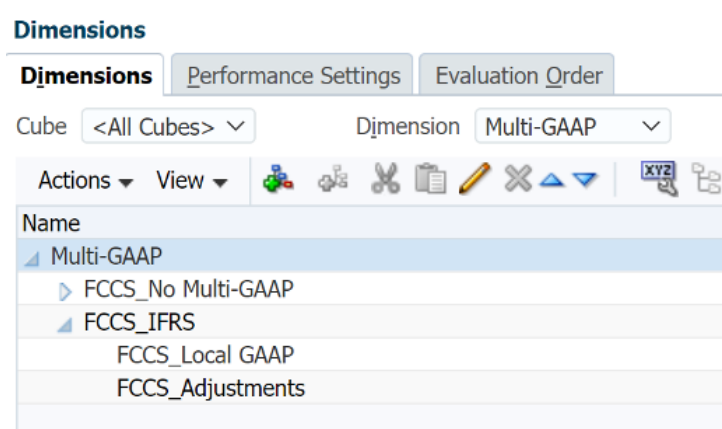 Dimensions
Dimensions Performance Settings Evaluation Order
Cube <All Cubes> Dimension Multi-GAAP
Actions View XYZ
Name
Multi-GAAP
FCCS_No Multi-GAAP
FCCS_IFRS
FCCS_Local GAAP
FCCS_Adjustments